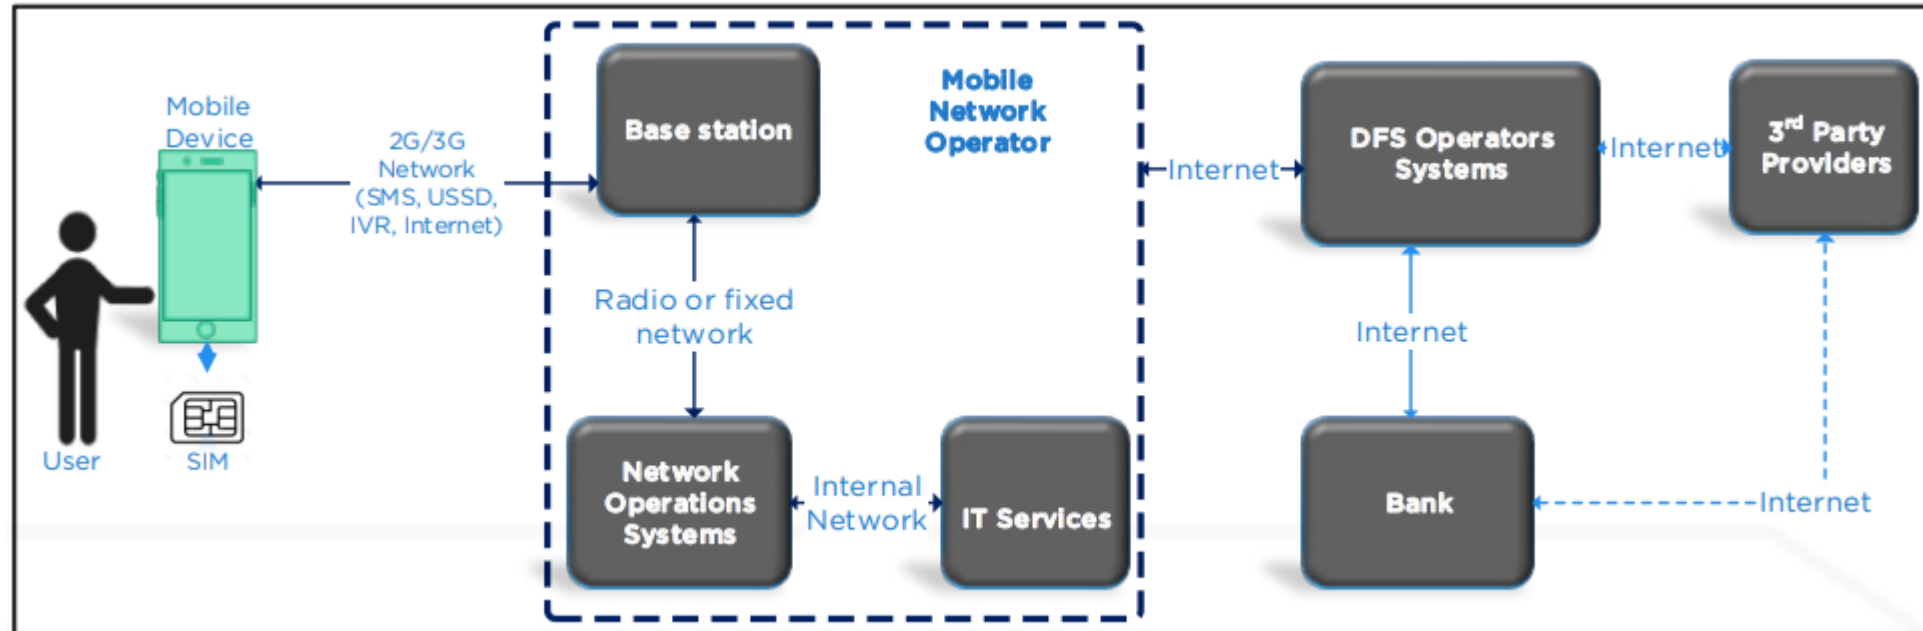 Mobile
Device
User
SIM
2G/3G
Network
(SMS, USSD,
IVR, Internet)
Base station
Mobile
Network
Operator
Radio or fixed
network
Network
Operations
Systems
Internal
Network
IT Services
Internet
DFS Operators
Systems
Internet
3rd Party
Providers
Internet
Bank
Internet